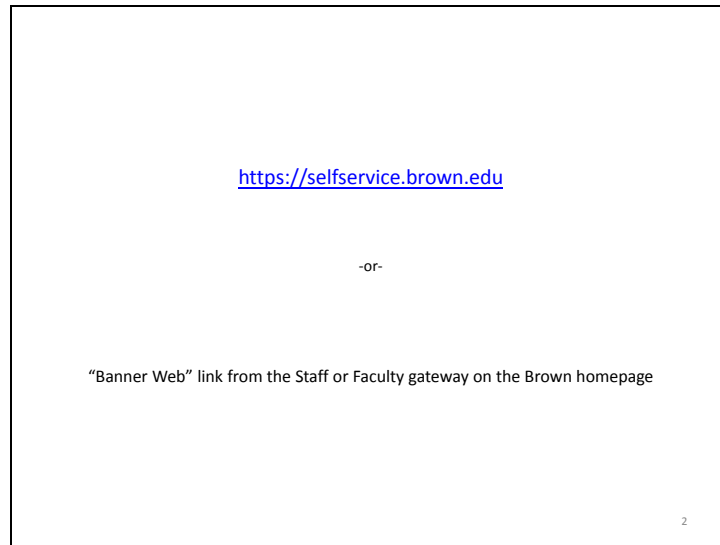 https://selfservice.brown.edu
-or-
“Banner Web” link from the Staff or Faculty gateway on the Brown homepage
2